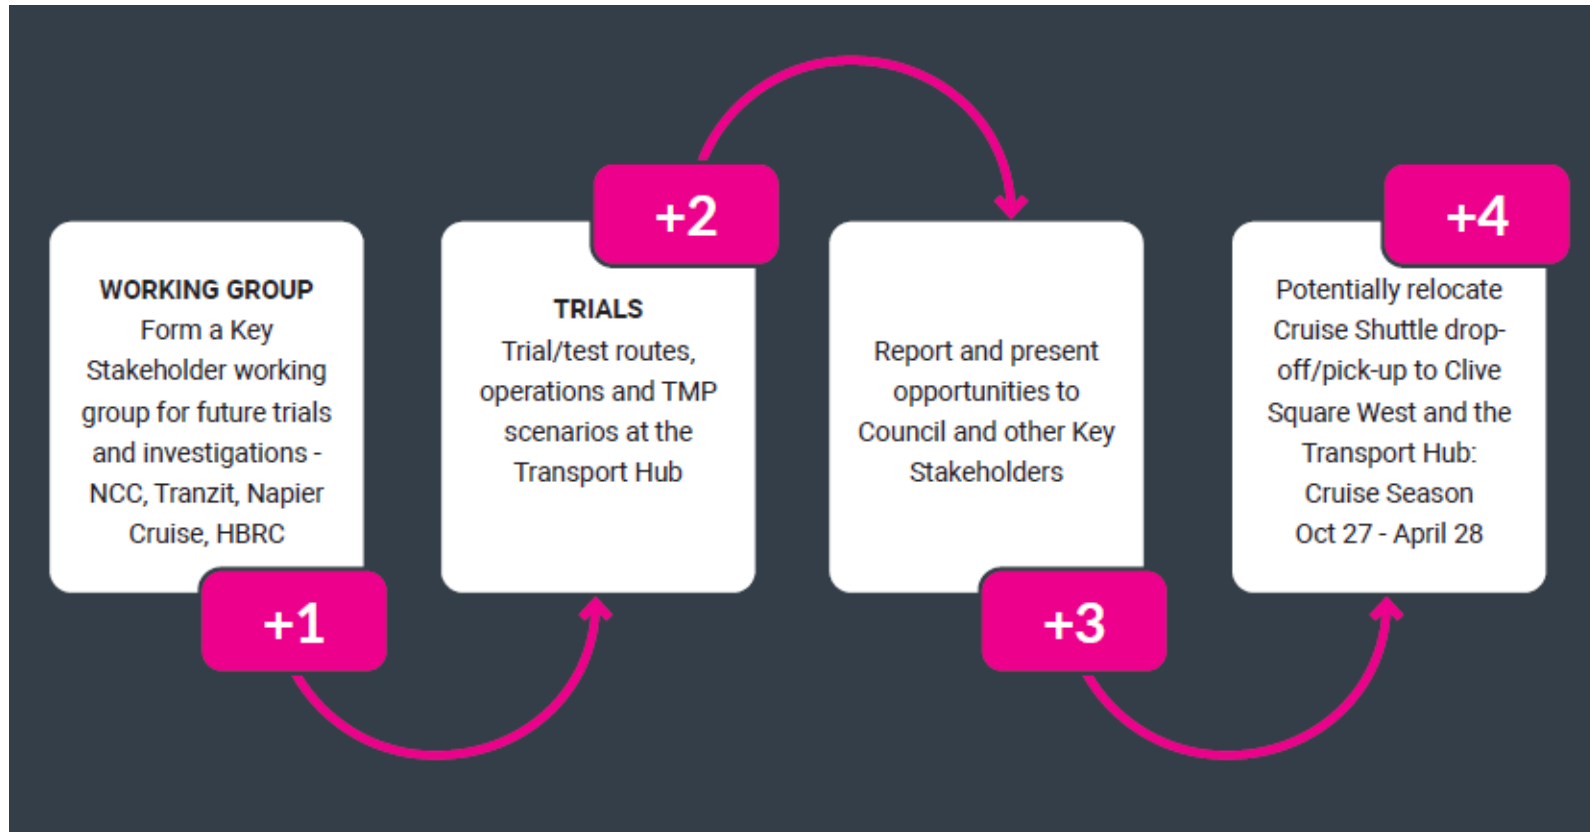 WORKING GROUP
Form a Key
Stakeholder working
group for future trials
and investigations -
NCC, Tranzit, Napier
Cruise, HBRC
+1
+2
TRIALS
Trial/test routes,
operations and TMP
scenarios at the
Transport Hub
Report and present
opportunities to
Council and other Key
Stakeholders
+3
+4
Potentially relocate
Cruise Shuttle drop-
off/pick-up to Clive
Square West and the
Transport Hub:
Cruise Season
Oct 27 - April 28